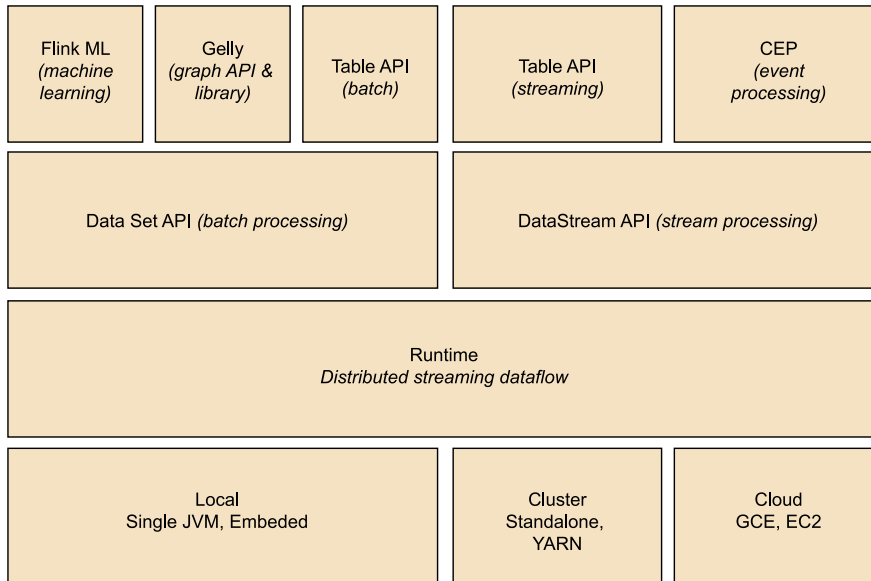 Flink ML
(machine
learning)
Gelly
(graph API &
library)
Table API
(batch)
Table API
(streaming)
CEP
(event
processing)
Data Set API (batch processing)
DataStream API (stream processing)
Runtime
Distributed streaming dataflow
Local
Single JVM, Embeded
Cluster
Standalone,
YARN
Cloud
GCE, EC2